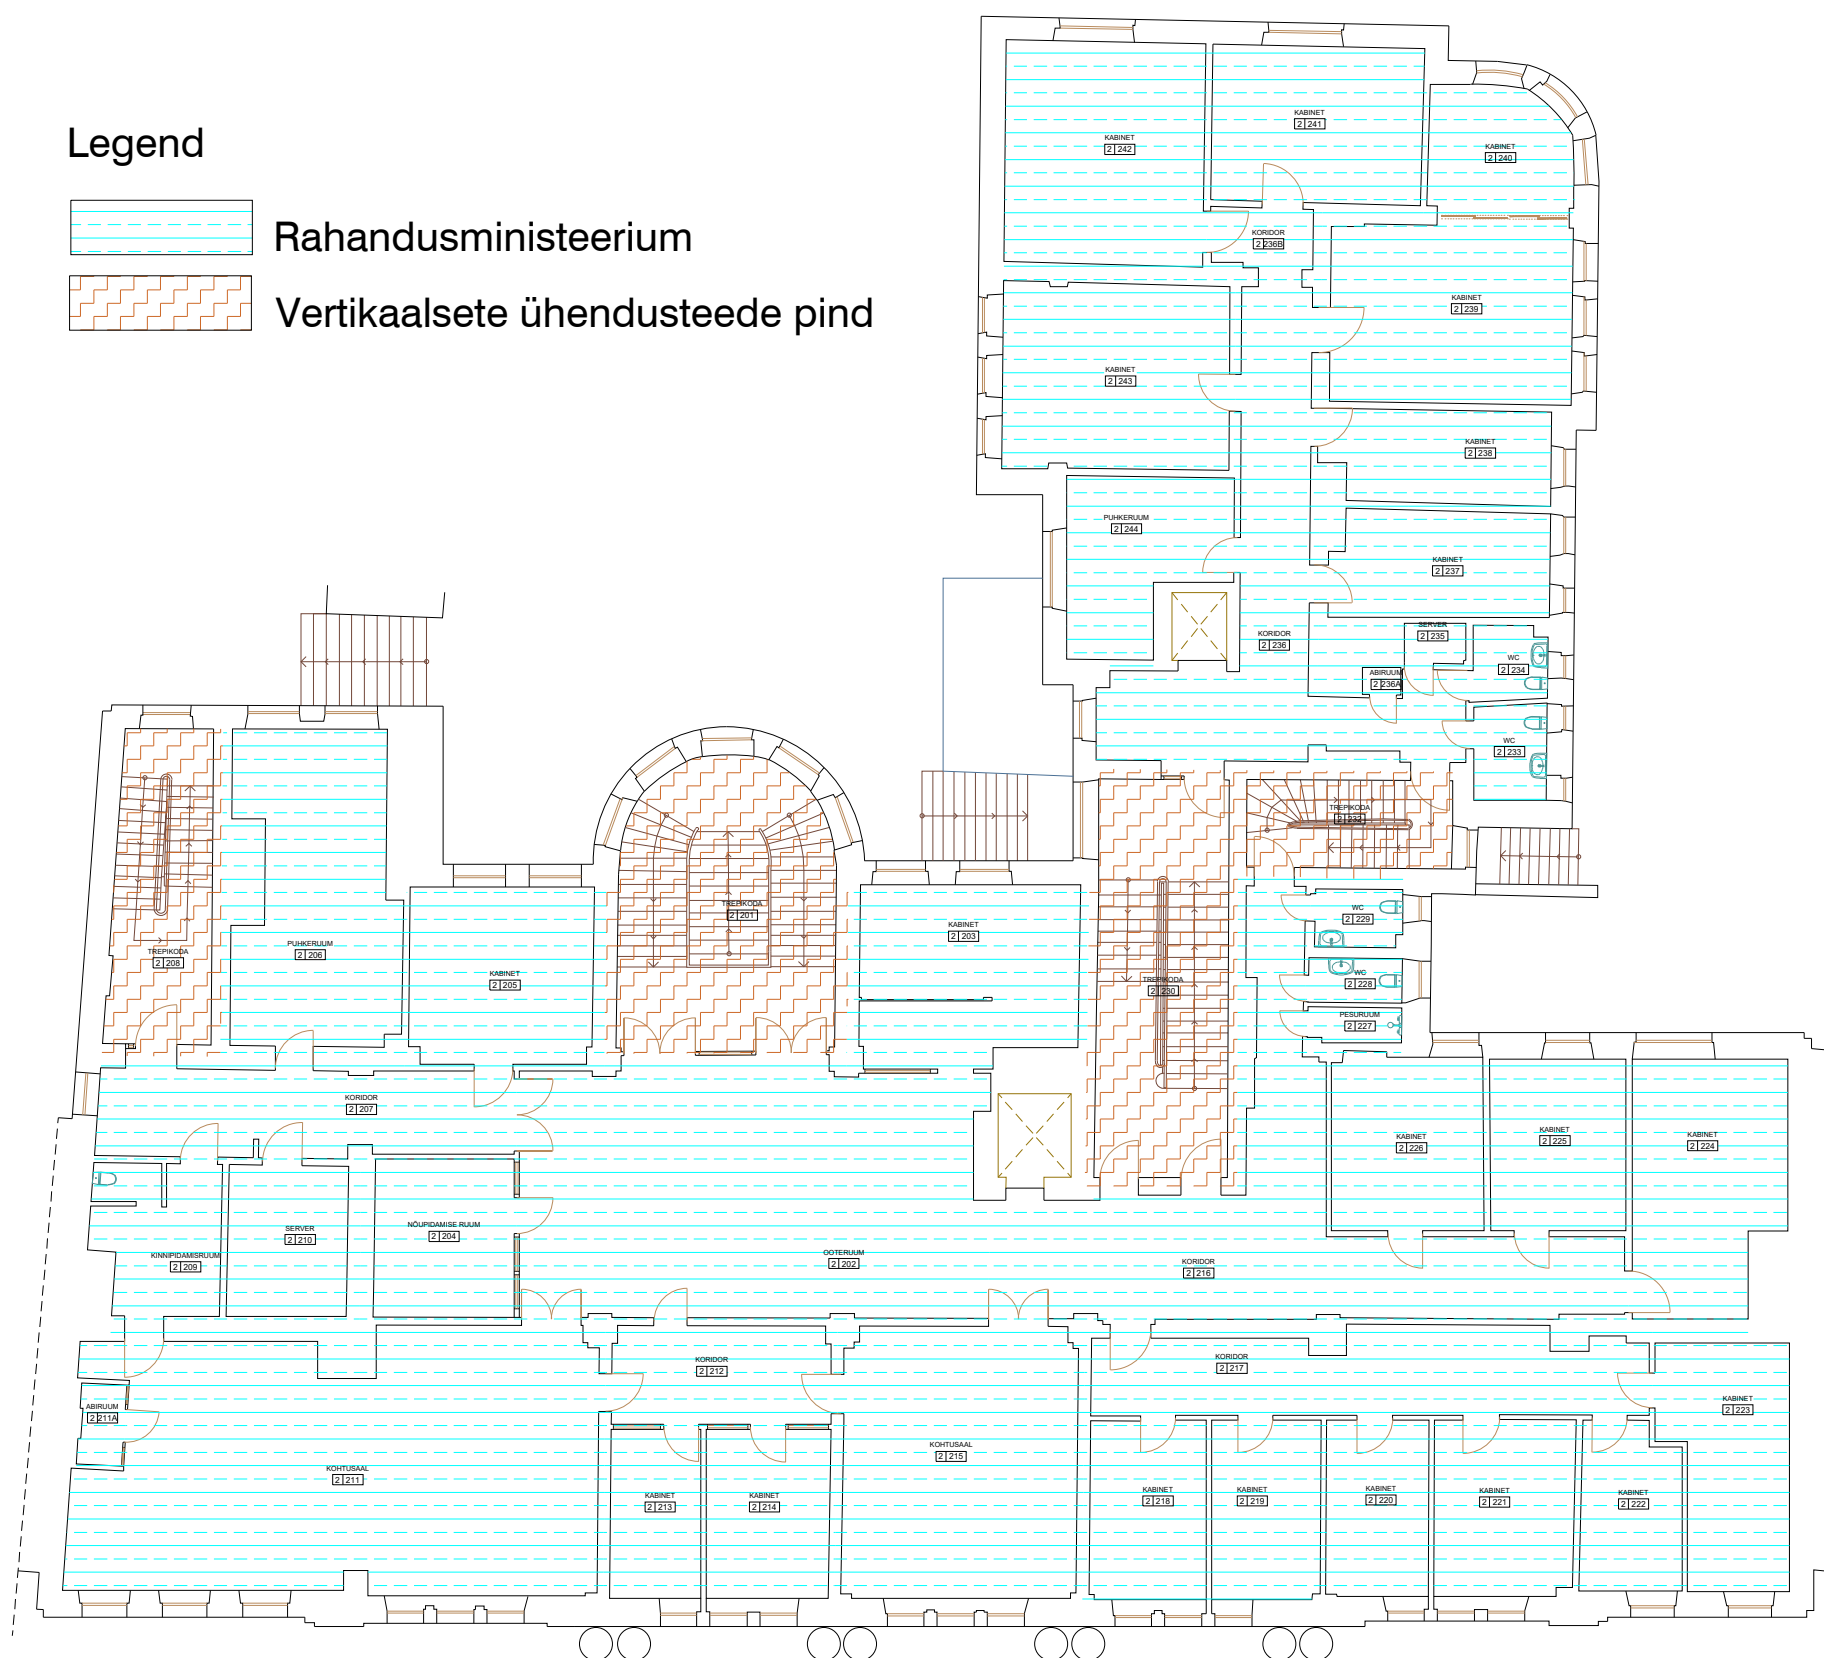 Legend
Rahandusministeerium
Vertikaalsete ühendusteede pind
KABINET
2 241
KABINET
2 242
KABINET
2 240
KORIDOR
2 236B
KABINET
2 239
KABINET
2 243
KABINET
2 238
PUHKERUUM
2 244
KABINET
2 237
SERVER
2 235
KORIDOR
2 236
WC
2 234
ABIRUUM
2 236A
WC
2 233
TREPIKODA
2 232
TREPIKODA
2 201
WC
2 229
KABINET
2 203
PUHKERUUM
2 206
TREPIKODA
2 208
KABINET
2 205
TREPIKODA
2 230
WC
2 228
PESURUUM
2 227
KORIDOR
2 207
KABINET
2 226
KABINET
2 225
KABINET
2 224
NÕUPIDAMISE RUUM
2 204
SERVER
2 210
KINNIPIDAMISRUUM
2 209
OOTERUUM
2 202
KORIDOR
2 216
KORIDOR
2 212
KORIDOR
2 217
KABINET
2 223
ABIRUUM
2 211A
KOHTUSAAL
2 215
KOHTUSAAL
2 211
KABINET
2 213
KABINET
2 214
KABINET
2 218
KABINET
2 219
KABINET
2 220
KABINET
2 221
KABINET
2 222